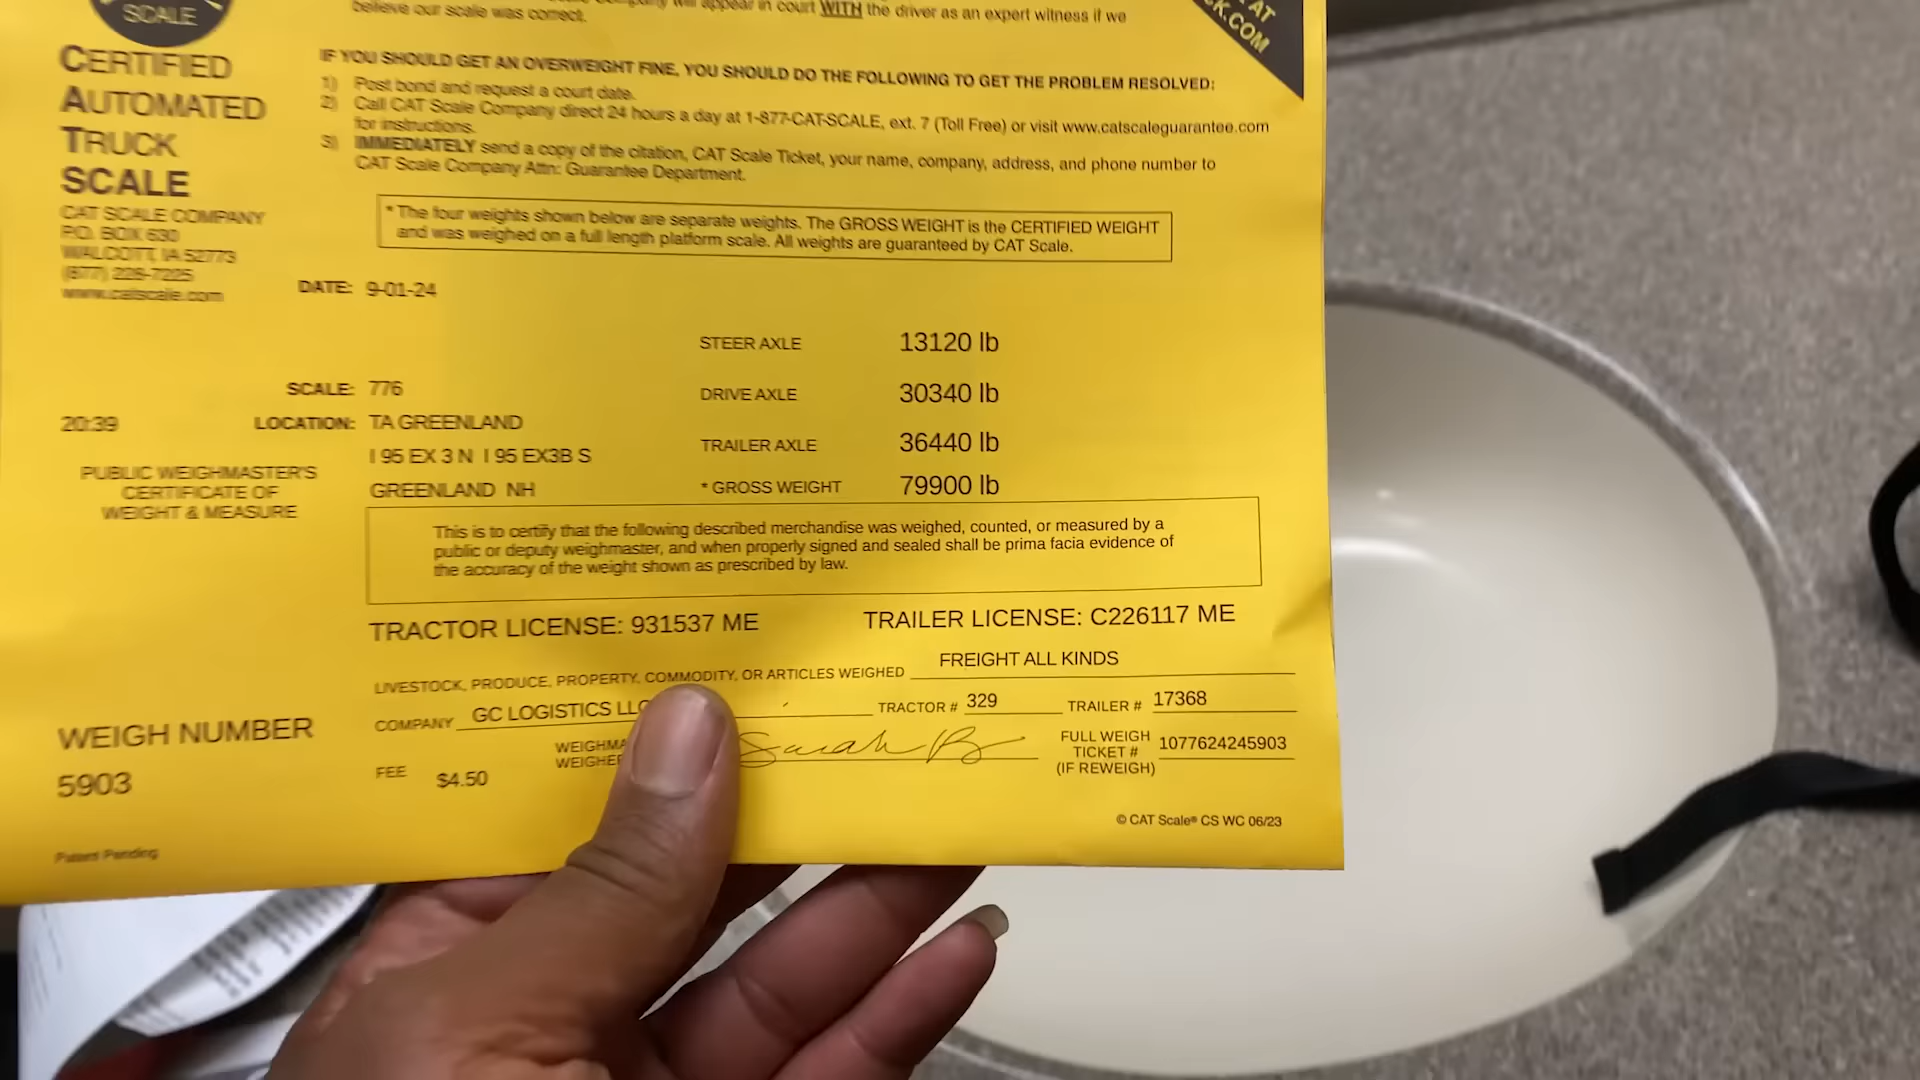 SCALE
will appear in court WITH the driver as an expert witness if we
believe our scale was correct.
AT
K.COM
CERTIFIED
AUTOMATED
TRUCK
SCALE
CAT SCALE COMPANY
P.O. BOX 630
WALCOTT, IA 52773
(877) 228-7225
www.catscale.com
IF YOU SHOULD GET AN OVERWEIGHT FINE, YOU SHOULD DO THE FOLLOWING TO GET THE PROBLEM RESOLVED:
1) Post bond and request a court date.
2) Call CAT Scale Company direct 24 hours a day at 1-877-CAT-SCALE, ext. 7 (Toll Free) or visit www.catscaleguarantee.com
for instructions.
3) IMMEDIATELY send a copy of the citation, CAT Scale Ticket, your name, company, address, and phone number to
CAT Scale Company Attn: Guarantee Department.
* The four weights shown below are separate weights. The GROSS WEIGHT is the CERTIFIED WEIGHT
and was weighed on a full length platform scale. All weights are guaranteed by CAT Scale.
DATE: 9-01-24
STEER AXLE 13120 lb
SCALE: 776
DRIVE AXLE 30340 lb
20:39
LOCATION: TA GREENLAND
TRAILER AXLE 36440 lb
I 95 EX 3 N I 95 EX3B S
GREENLAND NH
* GROSS WEIGHT 79900 lb
PUBLIC WEIGHMASTER'S
CERTIFICATE OF
WEIGHT & MEASURE
This is to certify that the following described merchandise was weighed, counted, or measured by a
public or deputy weighmaster, and when properly signed and sealed shall be prima facia evidence of
the accuracy of the weight shown as prescribed by law.
TRACTOR LICENSE: 931537 ME TRAILER LICENSE: C226117 ME
LIVESTOCK, PRODUCE, PROPERTY, COMMODITY, OR ARTICLES WEIGHED FREIGHT ALL KINDS
COMPANY GC LOGISTICS LLC TRACTOR # 329 TRAILER # 17368
WEIGH NUMBER
5903
FEE $4.50
WEIGHMA
WEIGHE
Sarah B
FULL WEIGH
TICKET # 1077624245903
(IF REWEIGH)
© CAT Scale® CS WC 06/23
Patent Pending